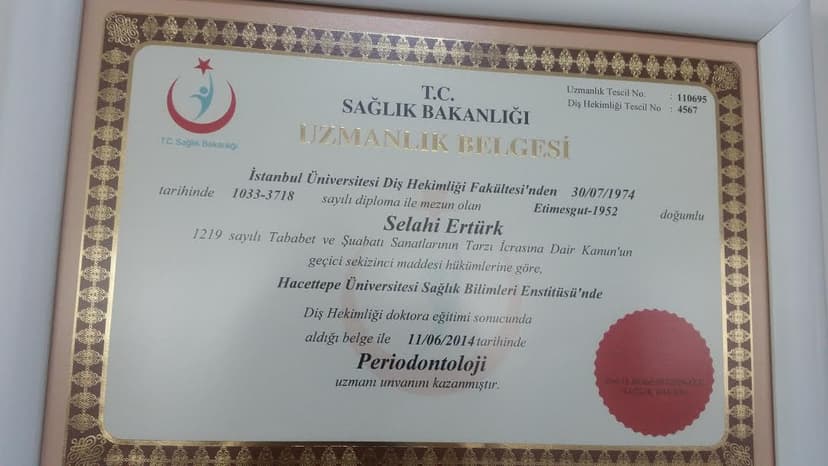 T.C. Sağlık Bakanlığı
T.C.
SAĞLIK BAKANLIĞI
UZMANLIK BELGESİ
Uzmanlık Tescil No. : 110695
Diş Hekimliği Tescil No : 4567
İstanbul Üniversitesi Diş Hekimliği Fakültesi'nden 30/07/1974
tarihinde 1033-3718 sayılı diploma ile mezun olan Etimesgut-1952 doğumlu
Selahi Ertürk
1219 sayılı Tababet ve Şuabatı Sanatlarının Tarzı İcrasına Dair Kanun'un
geçici sekizinci maddesi hükümlerine göre,
Hacettepe Üniversitesi Sağlık Bilimleri Enstitüsü'nde
Diş Hekimliği doktora eğitimi sonucunda
aldığı belge ile 11/06/2014 tarihinde
Periodontoloji
uzmanı unvanını kazanmıştır.
SAĞLIK BAKANI